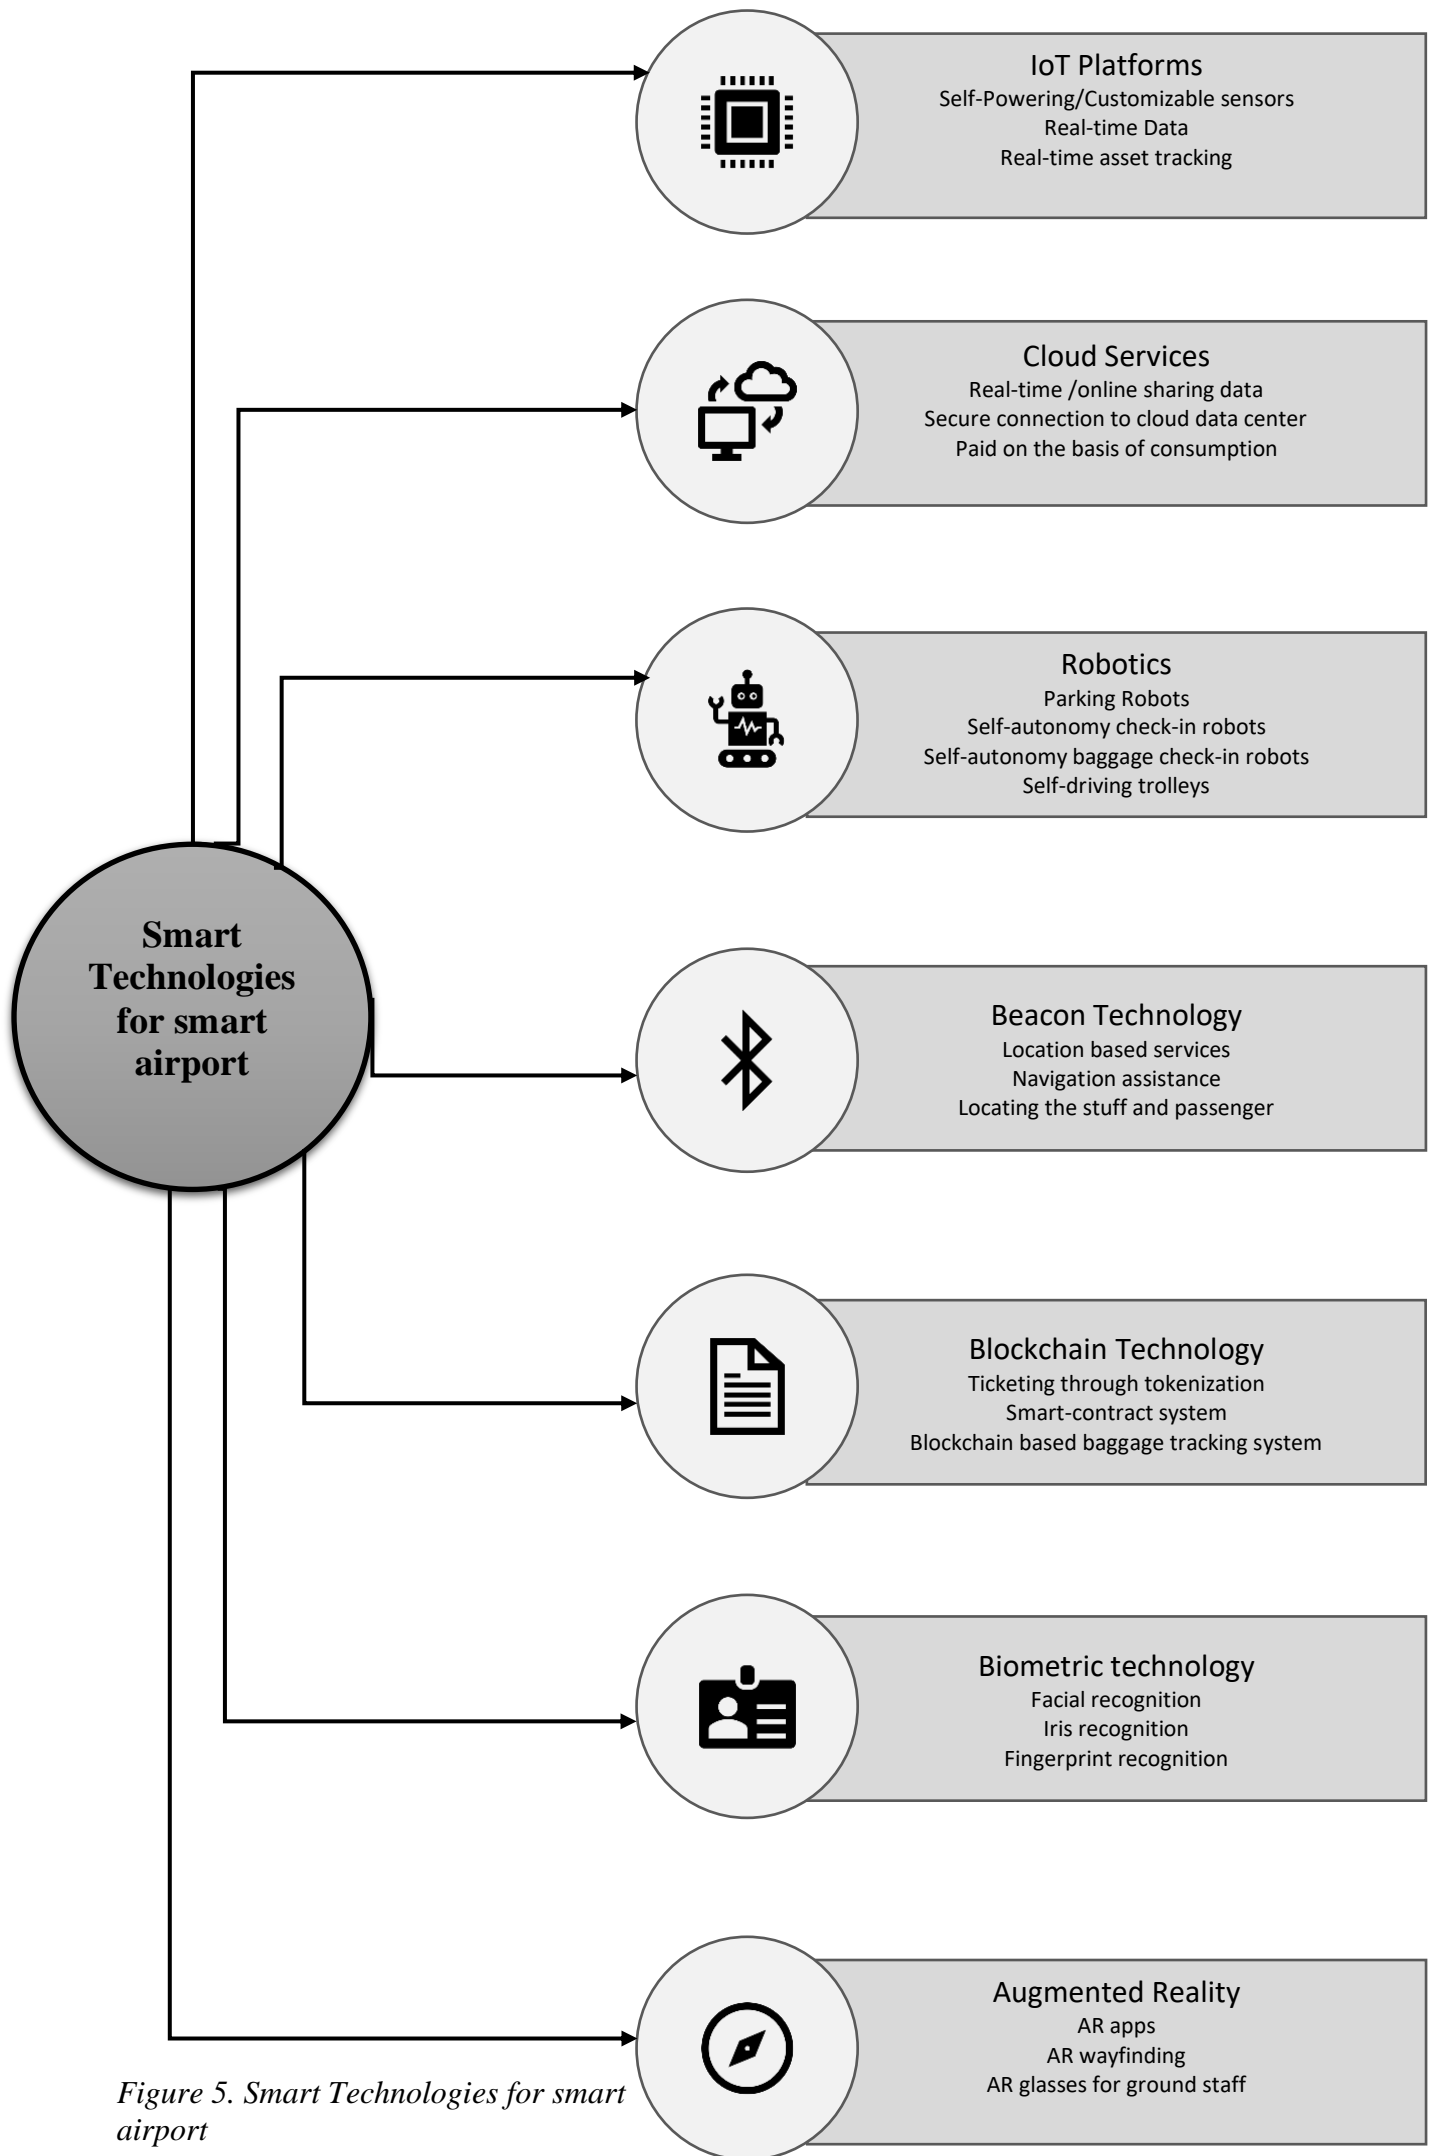 IoT Platforms
Self-Powering/Customizable sensors
Real-time Data
Real-time asset tracking
Cloud Services
Real-time /online sharing data
Secure connection to cloud data center
Paid on the basis of consumption
Robotics
Parking Robots
Self-autonomy check-in robots
Self-autonomy baggage check-in robots
Self-driving trolleys
Smart
Technologies
for smart
airport
Beacon Technology
Location based services
Navigation assistance
Locating the stuff and passenger
Blockchain Technology
Ticketing through tokenization
Smart-contract system
Blockchain based baggage tracking system
Biometric technology
Facial recognition
Iris recognition
Fingerprint recognition
Augmented Reality
AR apps
AR wayfinding
AR glasses for ground staff
Figure 5. Smart Technologies for smart
airport